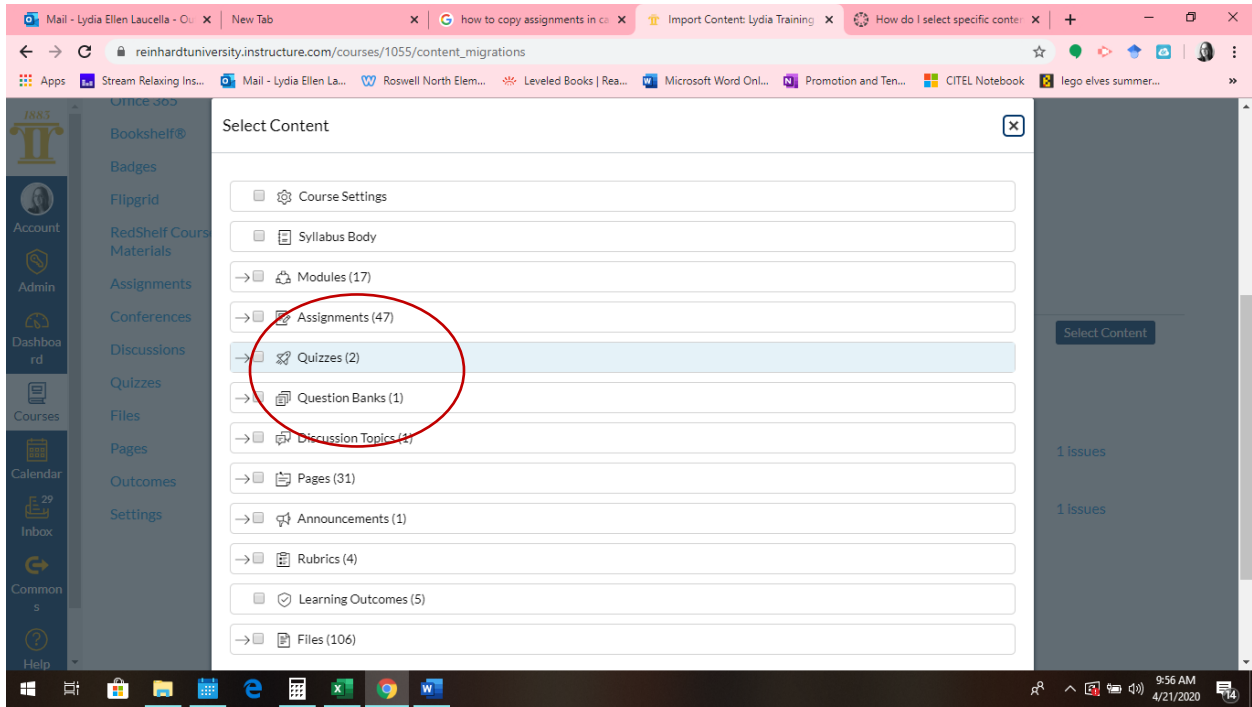 Mail - Lydia Ellen Laucella - Ou
New Tab
how to copy assignments in ca
Import Content: Lydia Training
How do I select specific conte
reinhardtuniversity.instructure.com/courses/1055/content_migrations
Apps
Stream Relaxing Ins...
Mail - Lydia Ellen La...
Roswell North Elem...
Leveled Books | Rea...
Microsoft Word Onl...
Promotion and Ten...
CITEL Notebook
lego elves summer...
»
1883
Account
Admin
Dashboa
rd
Courses
Calendar
29
Inbox
Common
s
Help
Office 365
Bookshelf®
Badges
Flipgrid
RedShelf Cours
Materials
Assignments
Conferences
Discussions
Quizzes
Files
Pages
Outcomes
Settings
Select Content
Course Settings
Syllabus Body
Modules (17)
Assignments (47)
Quizzes (2)
Question Banks (1)
Discussion Topics (1)
Pages (31)
Announcements (1)
Rubrics (4)
Learning Outcomes (5)
Files (106)
Select Content
1 issues
1 issues
9:56 AM
4/21/2020
14